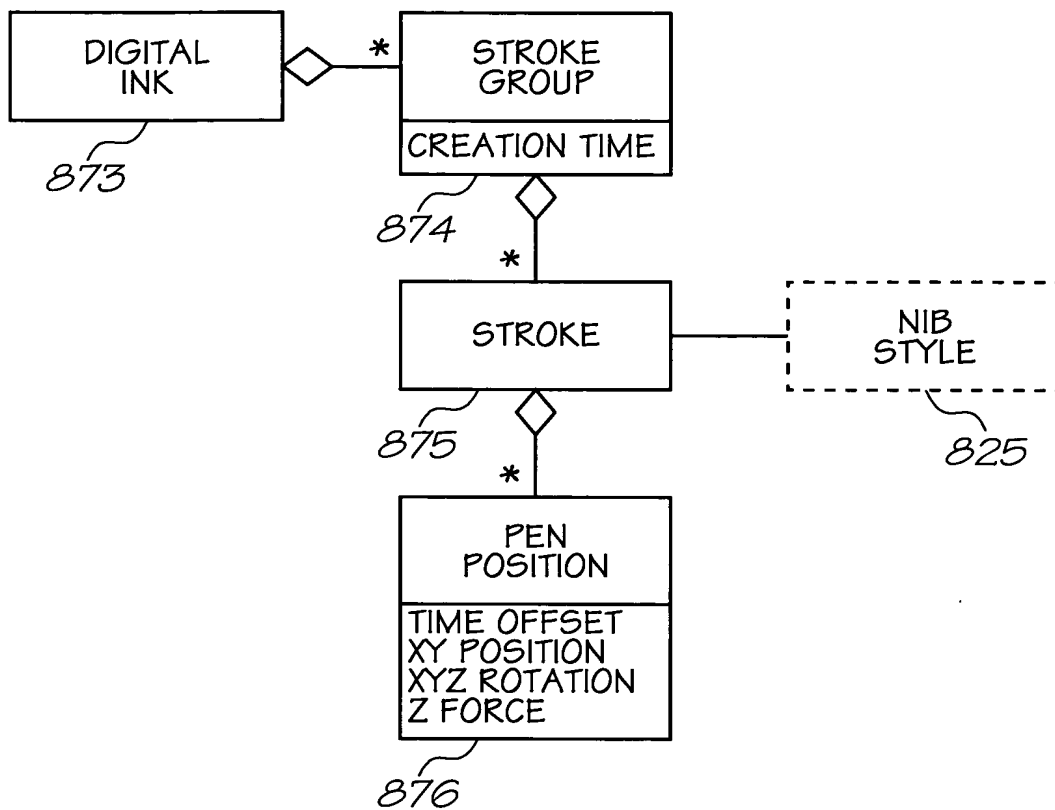 DIGITAL
INK
*
STROKE
GROUP
CREATION TIME
873
874
*
STROKE
NIB
STYLE
875
825
*
PEN
POSITION
TIME OFFSET
XY POSITION
XYZ ROTATION
Z FORCE
876